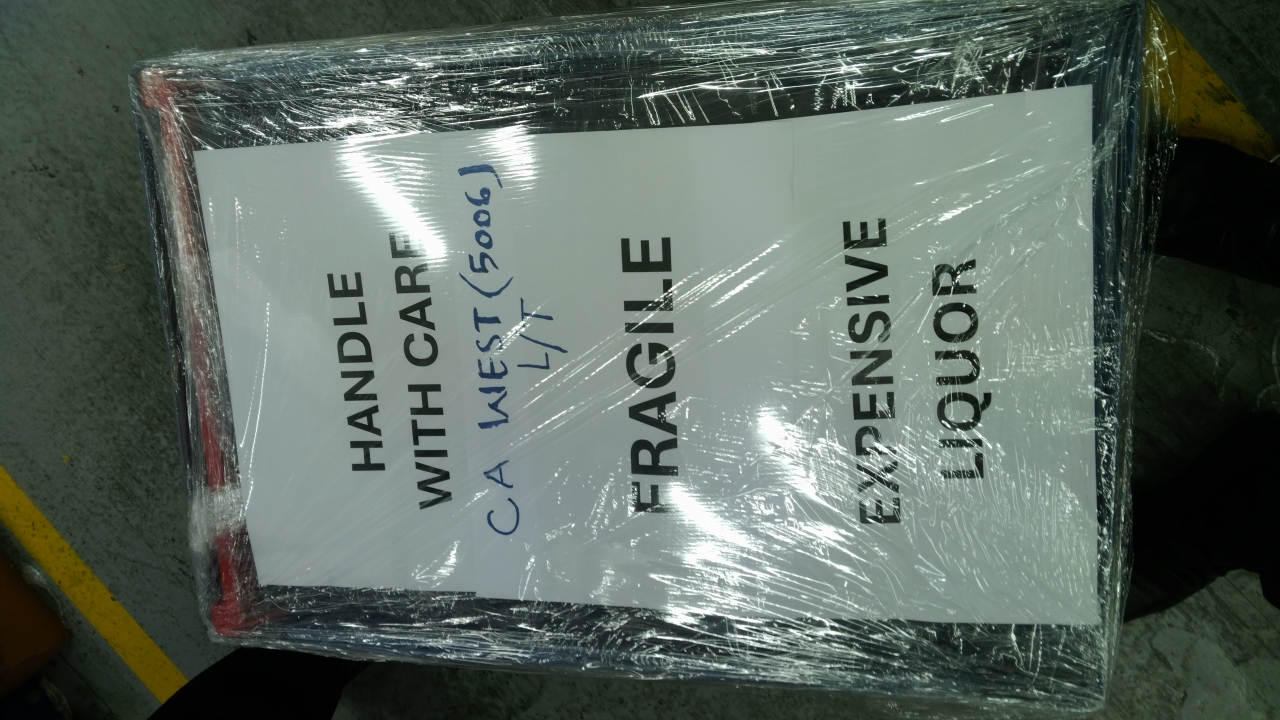 HANDLE
WITH CARE
CA WEST (5006)
L/T
FRAGILE
EXPENSIVE
LIQUOR